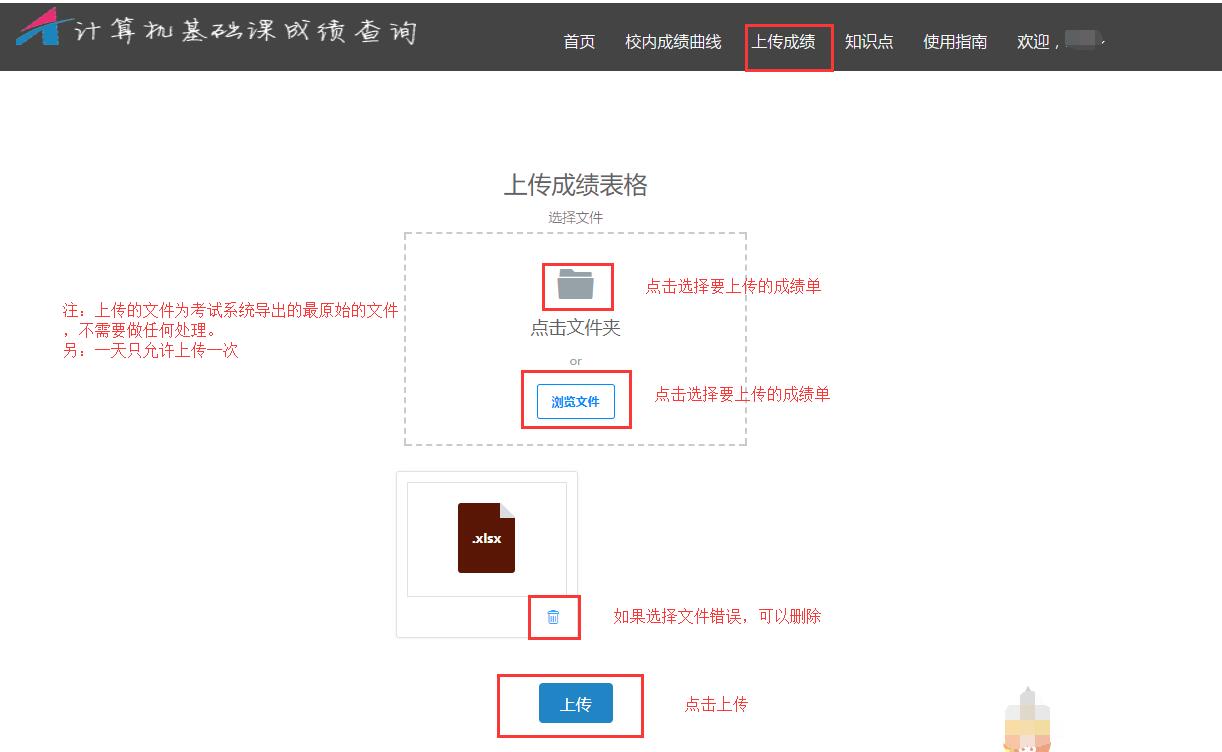 计算机基础课成绩查询
首页 校内成绩曲线 上传成绩 知识点 使用指南 欢迎，
上传成绩表格
选择文件
点击选择要上传的成绩单
注：上传的文件为考试系统导出的最原始的文件
，不需要做任何处理。
另：一天只允许上传一次
点击文件夹
or
浏览文件
点击选择要上传的成绩单
.xlsx
如果选择文件错误，可以删除
上传
点击上传